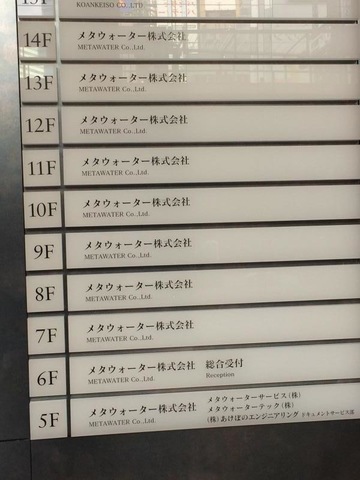 15F
KOANKEISO CO.,LTD
14F メタウォーター株式会社
METAWATER Co.,Ltd.
13F メタウォーター株式会社
METAWATER Co.,Ltd.
12F メタウォーター株式会社
METAWATER Co.,Ltd.
11F メタウォーター株式会社
METAWATER Co.,Ltd.
10F メタウォーター株式会社
METAWATER Co.,Ltd.
9F メタウォーター株式会社
METAWATER Co.,Ltd.
8F メタウォーター株式会社
METAWATER Co.,Ltd.
7F メタウォーター株式会社
METAWATER Co.,Ltd.
6F メタウォーター株式会社 総合受付
METAWATER Co.,Ltd. Reception
5F メタウォーター株式会社
METAWATER Co.,Ltd.
メタウォーターサービス(株)
メタウォーターテック(株)
(株)あけぼのエンジニアリング ドキュメントサービス部